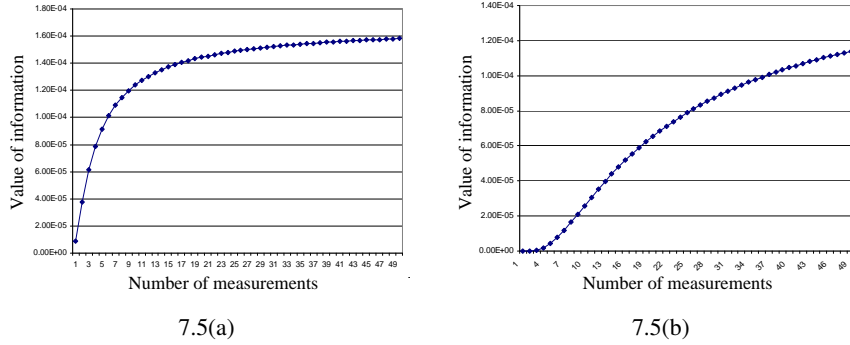 1.80E-04
1.60E-04
1.40E-04
1.20E-04
1.00E-04
8.00E-05
6.00E-05
4.00E-05
2.00E-05
0.00E+00
Value of information
1 3 5 7 9 11 13 15 17 19 21 23 25 27 29 31 33 35 37 39 41 43 45 47 49
Number of measurements
7.5(a)
1.40E-04
1.20E-04
1.00E-04
8.00E-05
6.00E-05
4.00E-05
2.00E-05
0.00E+00
Value of information
1 4 7 10 13 16 19 22 25 28 31 34 37 40 43 46 49
Number of measurements
7.5(b)